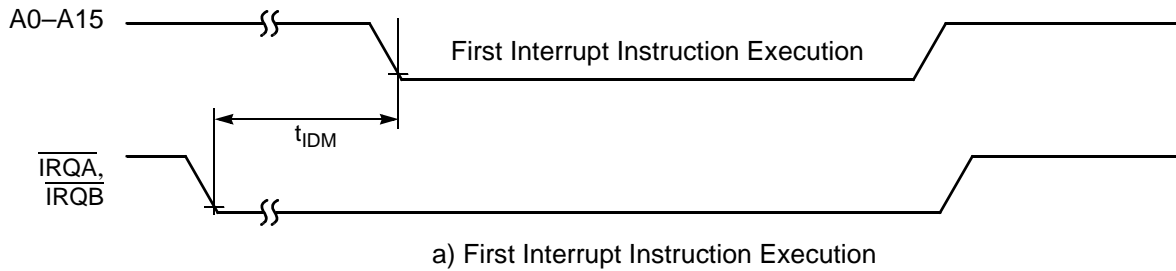 A0–A15
First Interrupt Instruction Execution
tIDM
IRQA,
IRQB
a) First Interrupt Instruction Execution